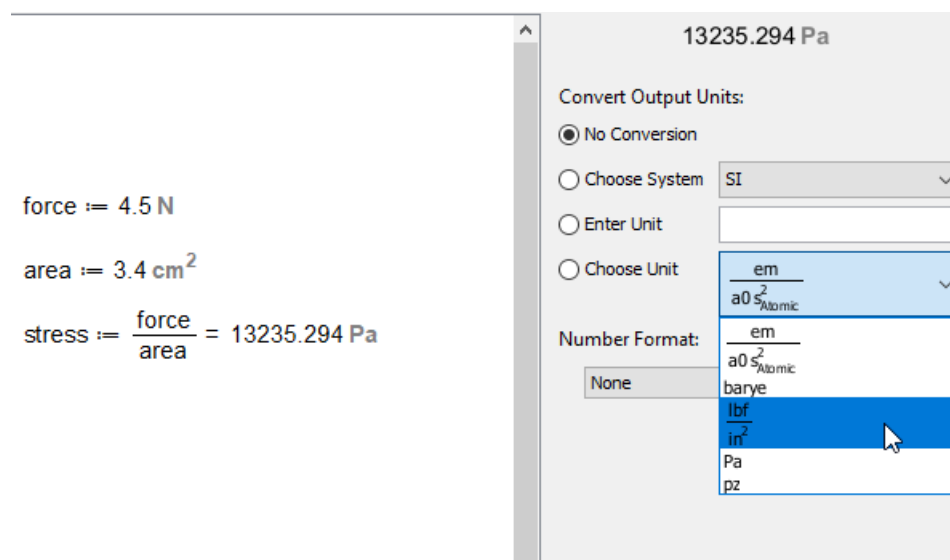 force := 4.5 N
area := 3.4 cm²
stress := force/area = 13235.294 Pa
13235.294 Pa
Convert Output Units:
No Conversion
Choose System SI
Enter Unit
Choose Unit em/a0 s²Atomic
Number Format:
None
em/a0 s²Atomic
barye
lbf/in²
Pa
pz